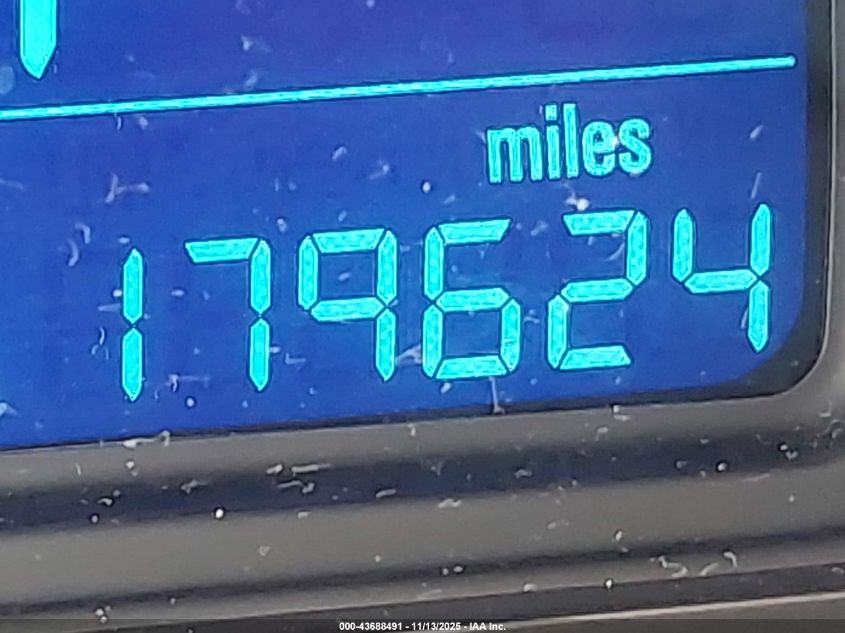 miles
179624
000-43688491 - 11/13/2025 - IAA Inc.